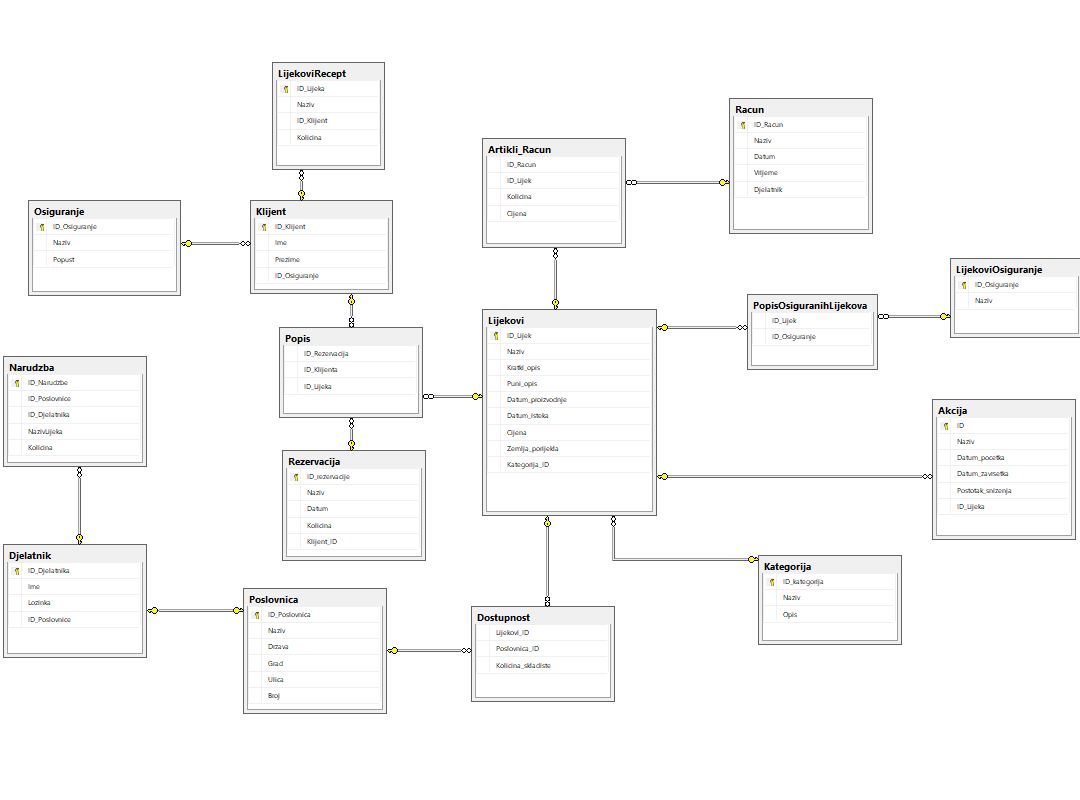 LijekoviRecept
ID_Lijeka
Naziv
ID_Klijent
Kolicina
Racun
ID_Racun
Naziv
Datum
Vrijeme
Djelatnik
Artikli_Racun
ID_Racun
ID_Lijek
Kolicina
Cijena
Osiguranje
ID_Osiguranje
Naziv
Popust
Klijent
ID_Klijent
Ime
Prezime
ID_Osiguranje
LijekoviOsiguranje
ID_Osiguranje
Naziv
PopisOsiguranihLijekova
ID_Lijek
ID_Osiguranje
Lijekovi
ID_Lijek
Naziv
Kratki_opis
Puni_opis
Datum_proizvodnje
Datum_isteka
Cijena
Zemlja_porijekla
Kategorija_ID
Popis
ID_Rezervacija
ID_Klijenta
ID_Lijeka
Narudzba
ID_Narudzbe
ID_Poslovnice
ID_Djelatnika
NazivLijeka
Kolicina
Akcija
ID
Naziv
Datum_pocetka
Datum_zavrsetka
Postotak_snizenja
ID_Lijeka
Rezervacija
ID_rezervacije
Naziv
Datum
Kolicina
Klijent_ID
Djelatnik
ID_Djelatnika
Ime
Lozinka
ID_Poslovnice
Kategorija
ID_kategorija
Naziv
Opis
Poslovnica
ID_Poslovnica
Naziv
Drzava
Grad
Ulica
Broj
Dostupnost
Lijekovi_ID
Poslovnica_ID
Kolicina_skladiste